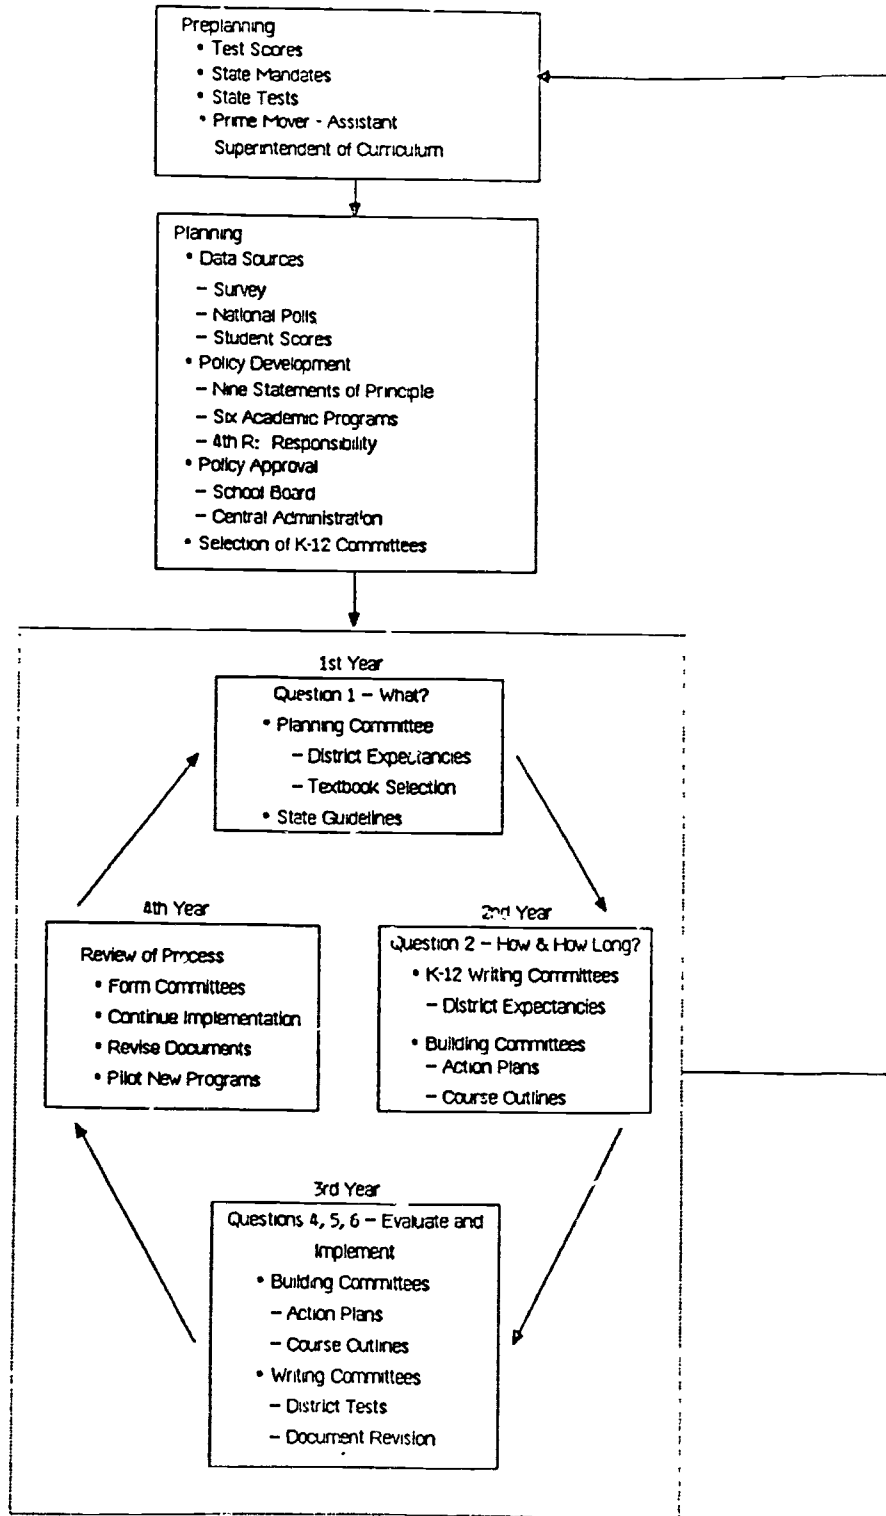 Preplanning
• Test Scores
• State Mandates
• State Tests
• Prime Mover - Assistant
Superintendent of Curriculum
Planning
• Data Sources
– Survey
– National Polls
– Student Scores
• Policy Development
– Nine Statements of Principle
– Six Academic Programs
– 4th R: Responsibility
• Policy Approval
– School Board
– Central Administration
• Selection of K-12 Committees
1st Year
Question 1 – What?
• Planning Committee
– District Expectancies
– Textbook Selection
• State Guidelines
2nd Year
Question 2 – How & How Long?
• K-12 Writing Committees
– District Expectancies
• Building Committees
– Action Plans
– Course Outlines
3rd Year
Questions 4, 5, 6 – Evaluate and
Implement
• Building Committees
– Action Plans
– Course Outlines
• Writing Committees
– District Tests
– Document Revision
4th Year
Review of Process
• Form Committees
• Continue Implementation
• Revise Documents
• Pilot New Programs